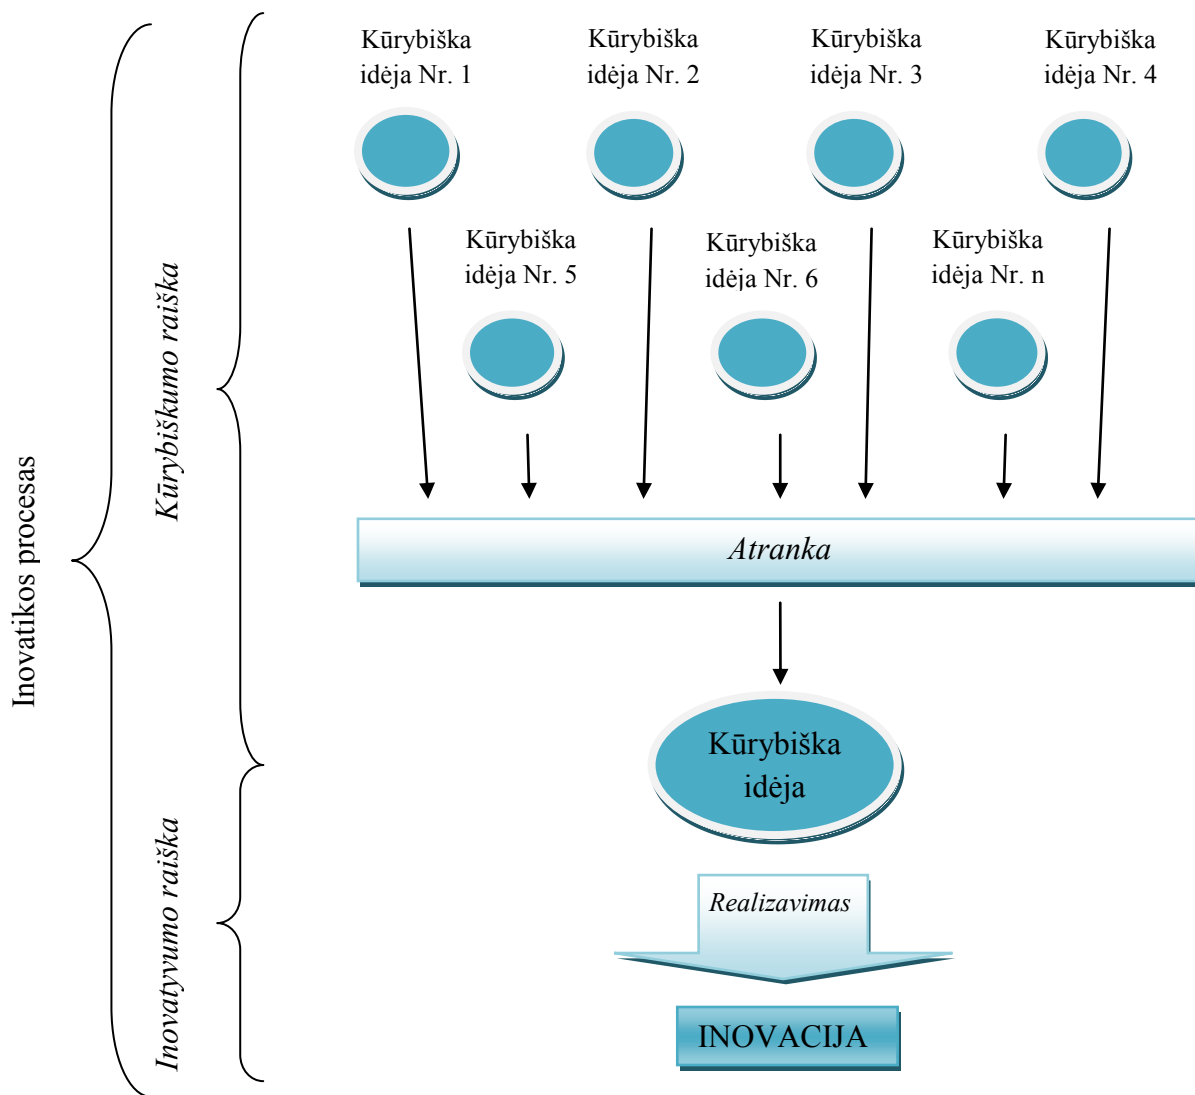 Kūrybiška
idėja Nr. 1
Kūrybiška
idėja Nr. 2
Kūrybiška
idėja Nr. 3
Kūrybiška
idėja Nr. 4
Kūrybiška
idėja Nr. 5
Kūrybiška
idėja Nr. 6
Kūrybiška
idėja Nr. n
Inovatikos procesas
Kūrybiškumo raiška
Atranka
Kūrybiška
idėja
Inovatyvumo raiška
Realizavimas
INOVACIJA